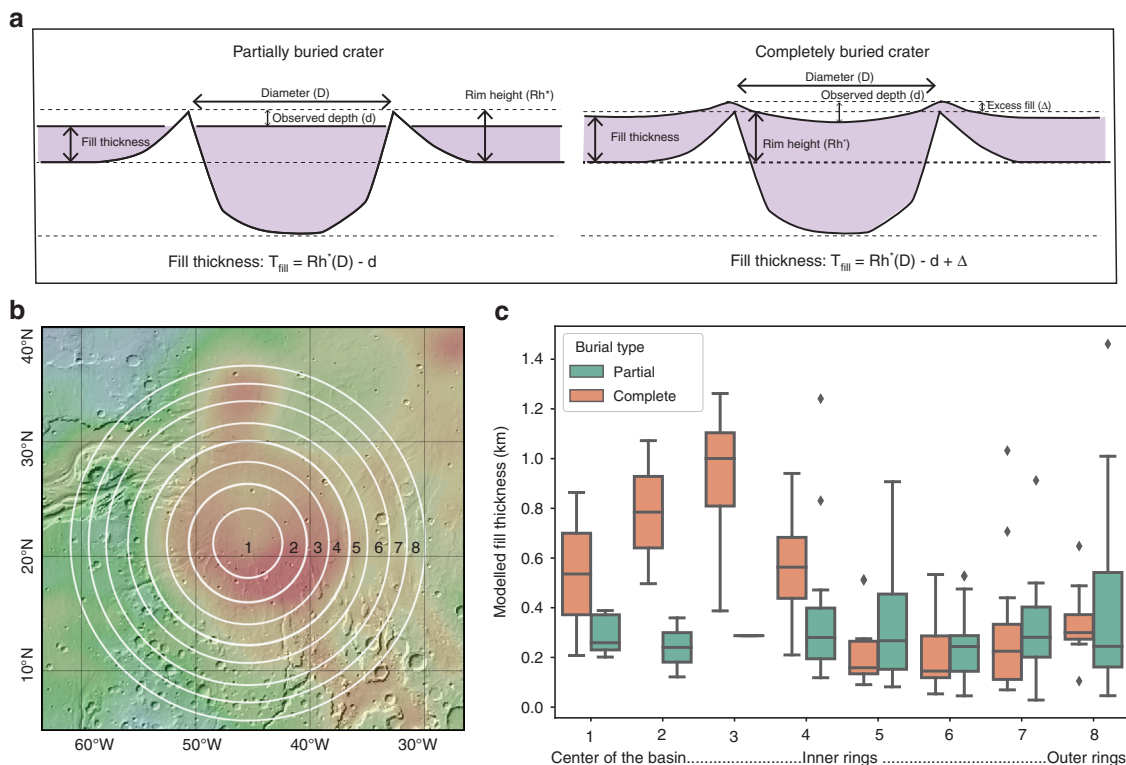 a
Partially buried crater
Completely buried crater
Diameter (D)
Rim height (Rh*)
Observed depth (d)
Fill thickness
Diameter (D)
Observed depth (d)
Excess fill (Δ)
Fill thickness
Rim height (Rh*)
Fill thickness: T_fill = Rh*(D) - d
Fill thickness: T_fill = Rh*(D) - d + Δ
b
40°N
30°N
20°N
10°N
1 2 3 4 5 6 7 8
60°W 50°W 40°W 30°W
c
Burial type
Partial
Complete
Modelled fill thickness (km)
1.4
1.2
1.0
0.8
0.6
0.4
0.2
0.0
1 2 3 4 5 6 7 8
Center of the basin.......................Inner rings ................................Outer rings